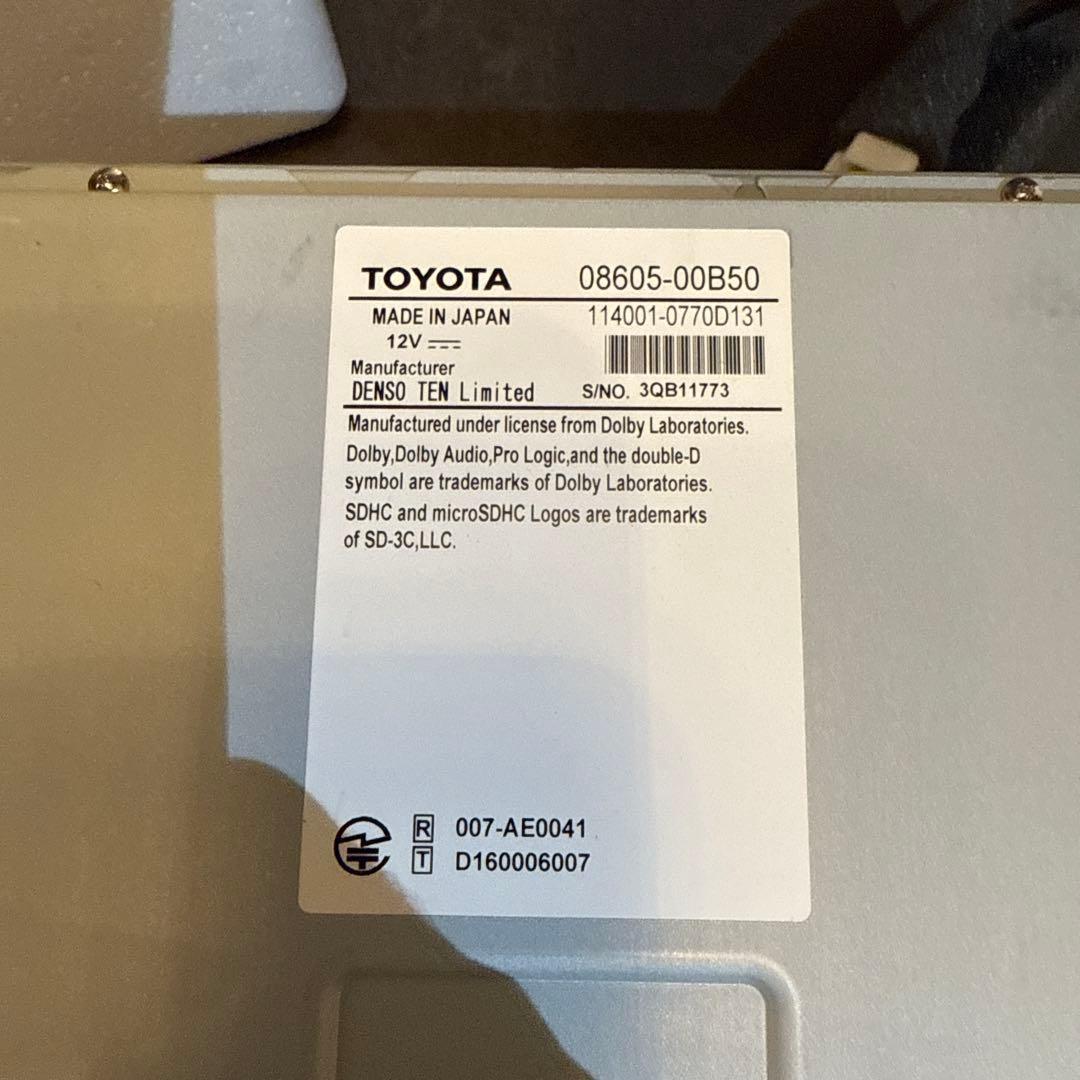 TOYOTA 08605-00B50
MADE IN JAPAN 114001-0770D131
12V
Manufacturer
DENSO TEN Limited S/NO. 3QB11773
Manufactured under license from Dolby Laboratories.
Dolby,Dolby Audio,Pro Logic,and the double-D
symbol are trademarks of Dolby Laboratories.
SDHC and microSDHC Logos are trademarks
of SD-3C,LLC.
R 007-AE0041
T D160006007